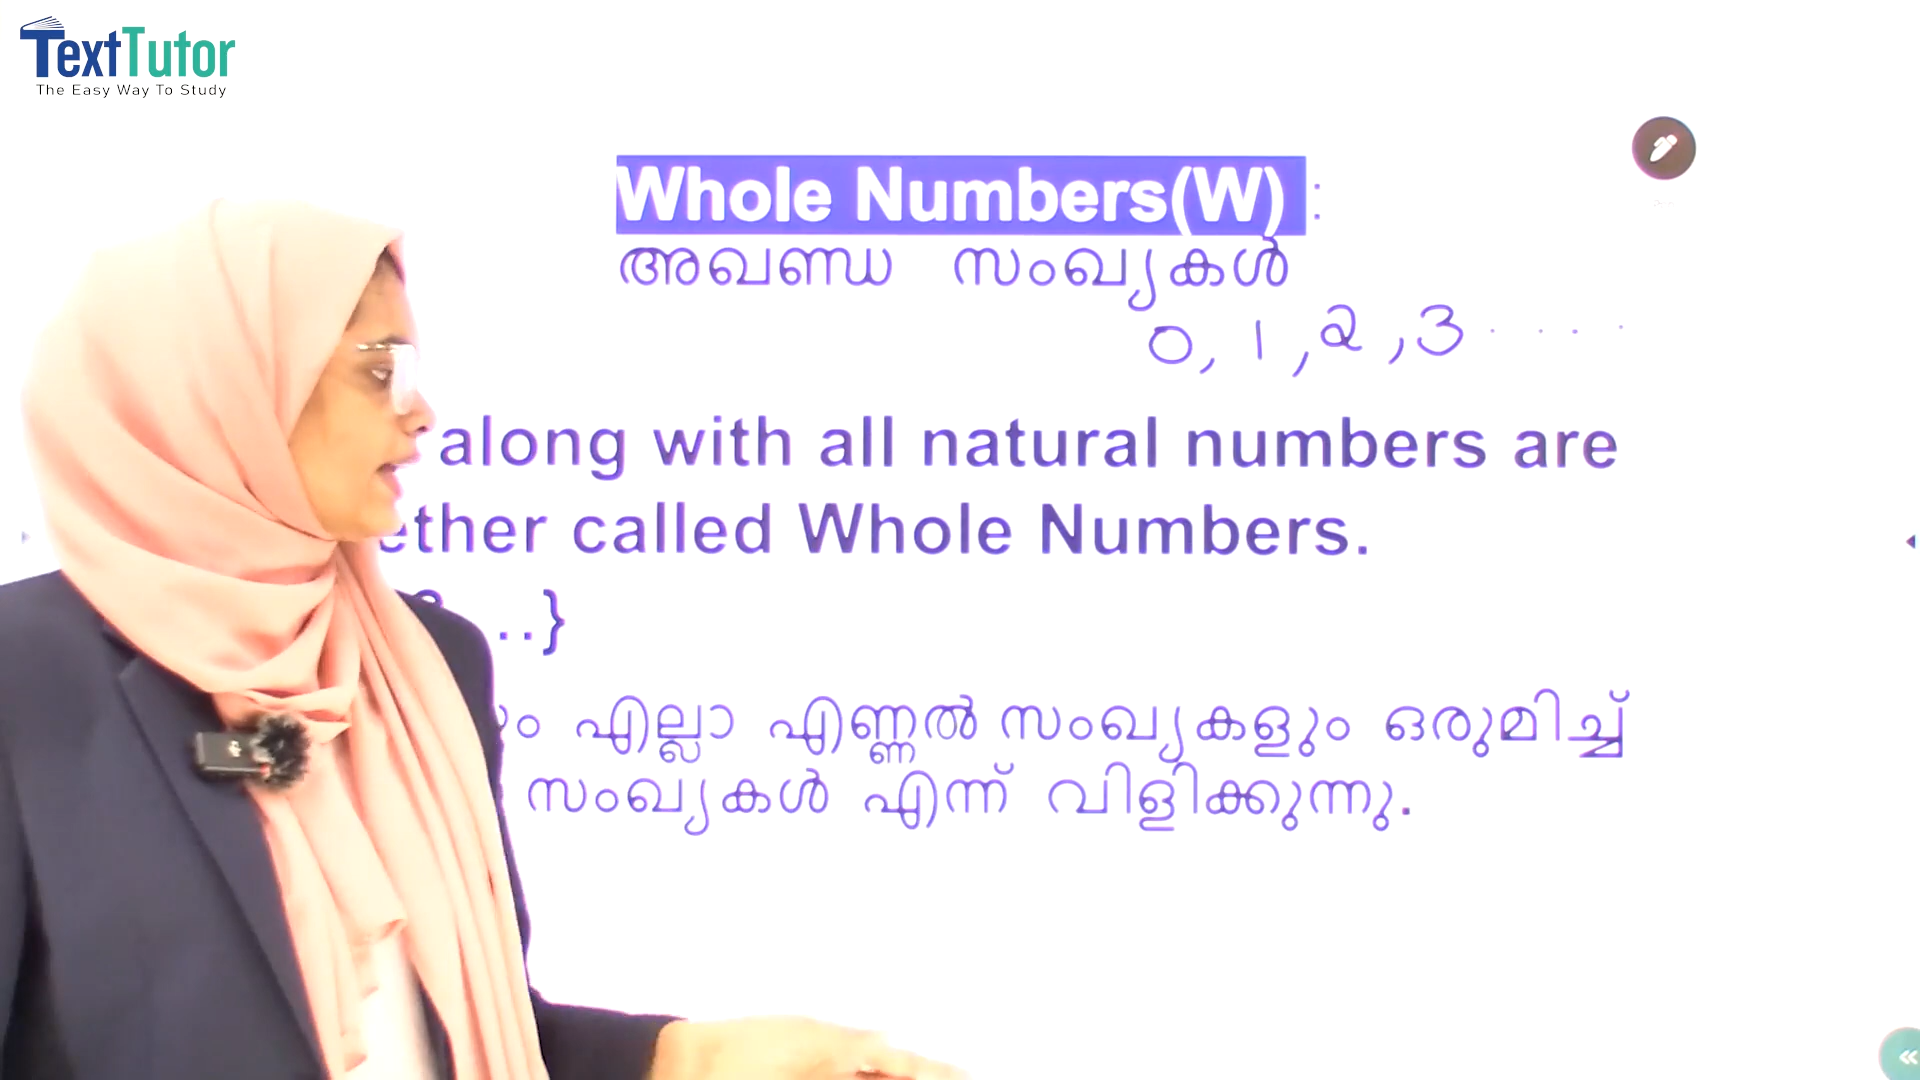 TextTutor
The Easy Way To Study
Whole Numbers(W) :
അഖണ്ഡ സംഖ്യകൾ
0, 1, 2, 3 . . . .
along with all natural numbers are
ether called Whole Numbers.
..}
എല്ലാ എണ്ണൽ സംഖ്യകളും ഒരുമിച്ച്
സംഖ്യകൾ എന്ന് വിളിക്കുന്നു.